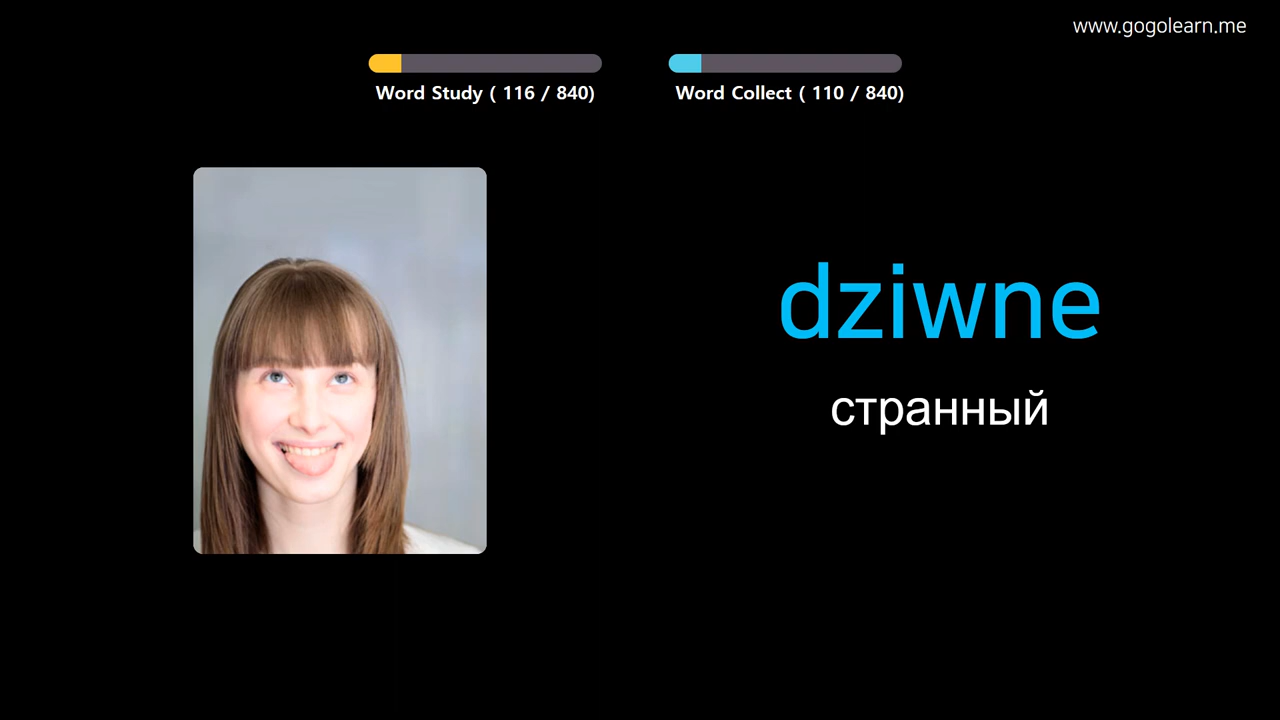 www.gogolearn.me
Word Study ( 116 / 840)
Word Collect ( 110 / 840)
dziwne
странный